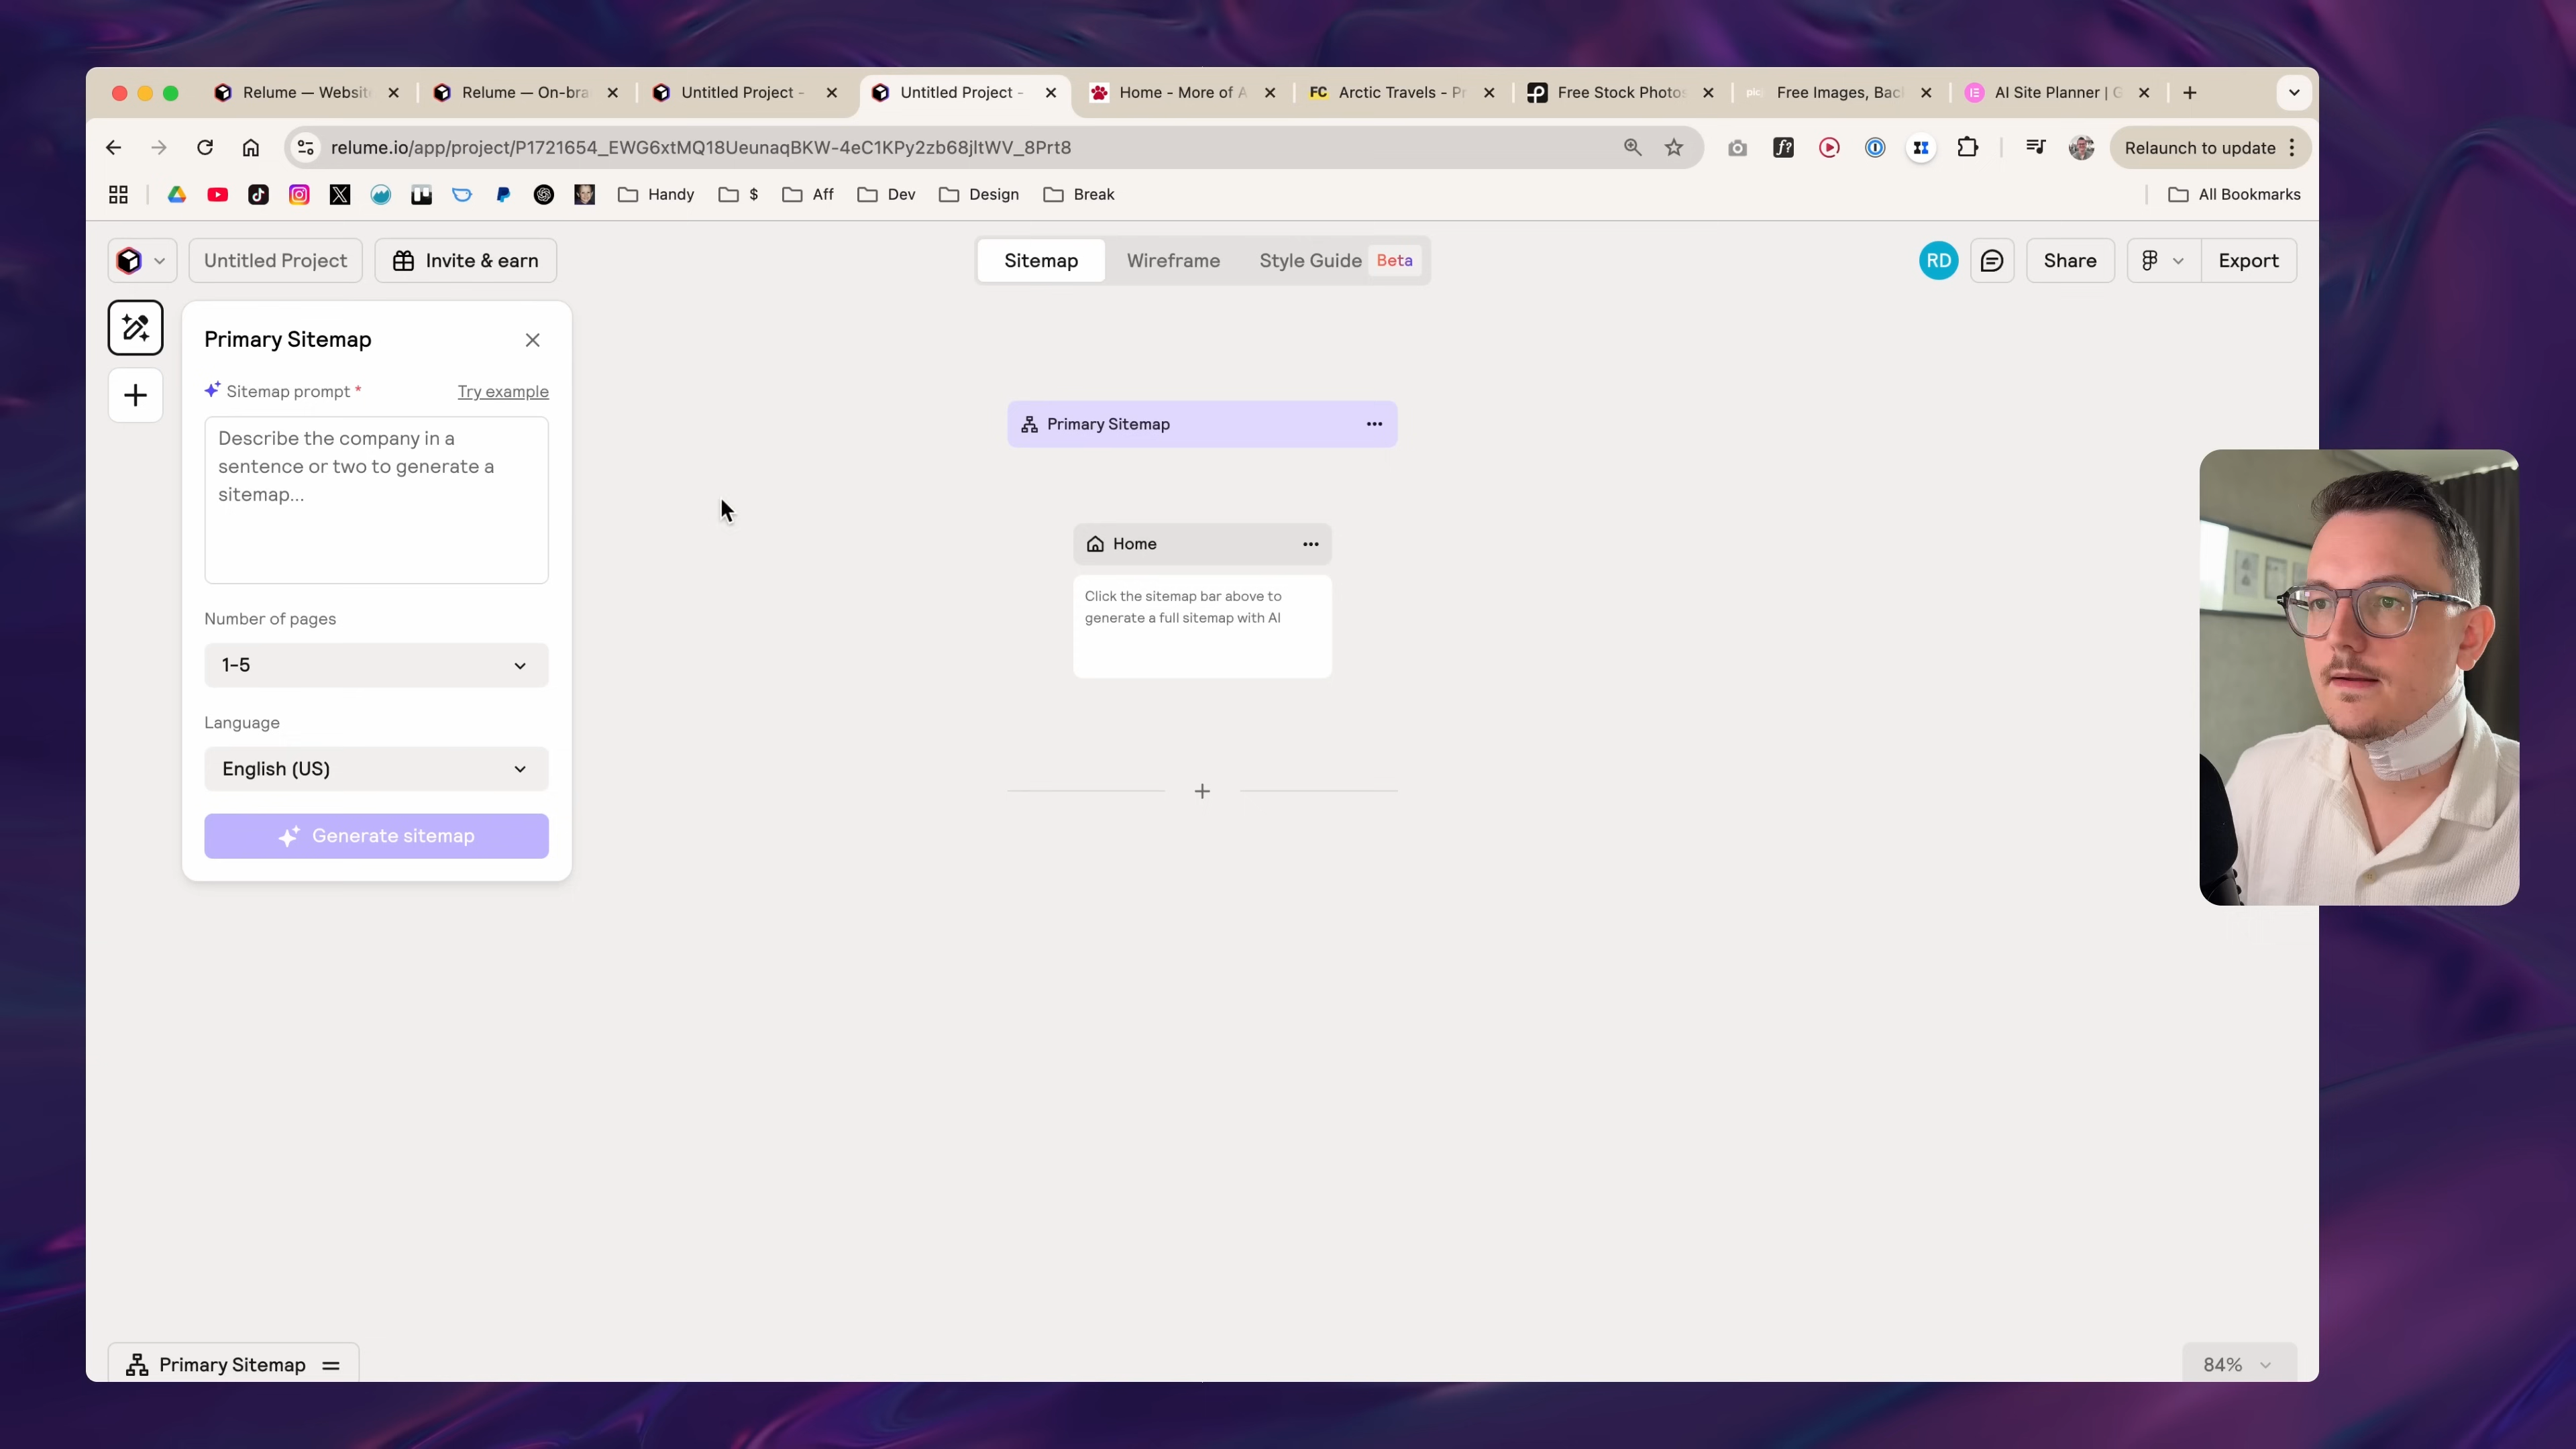 Relume — Websit
Relume — On-bra
Untitled Project -
Untitled Project -
Home - More of A
FC
Arctic Travels - Pr
Free Stock Photos
Free Images, Bac
AI Site Planner | G
relume.io/app/project/P1721654_EWG6xtMQ18UeunaqBKW-4eC1KPy2zb68jltWV_8Prt8
Relaunch to update
Handy
$
Aff
Dev
Design
Break
All Bookmarks
Untitled Project
Invite & earn
Sitemap
Wireframe
Style Guide
Beta
RD
Share
Export
Primary Sitemap
Sitemap prompt *
Try example
Describe the company in a
sentence or two to generate a
sitemap...
Number of pages
1-5
Language
English (US)
Generate sitemap
Primary Sitemap
Home
Click the sitemap bar above to
generate a full sitemap with AI
Primary Sitemap
84%